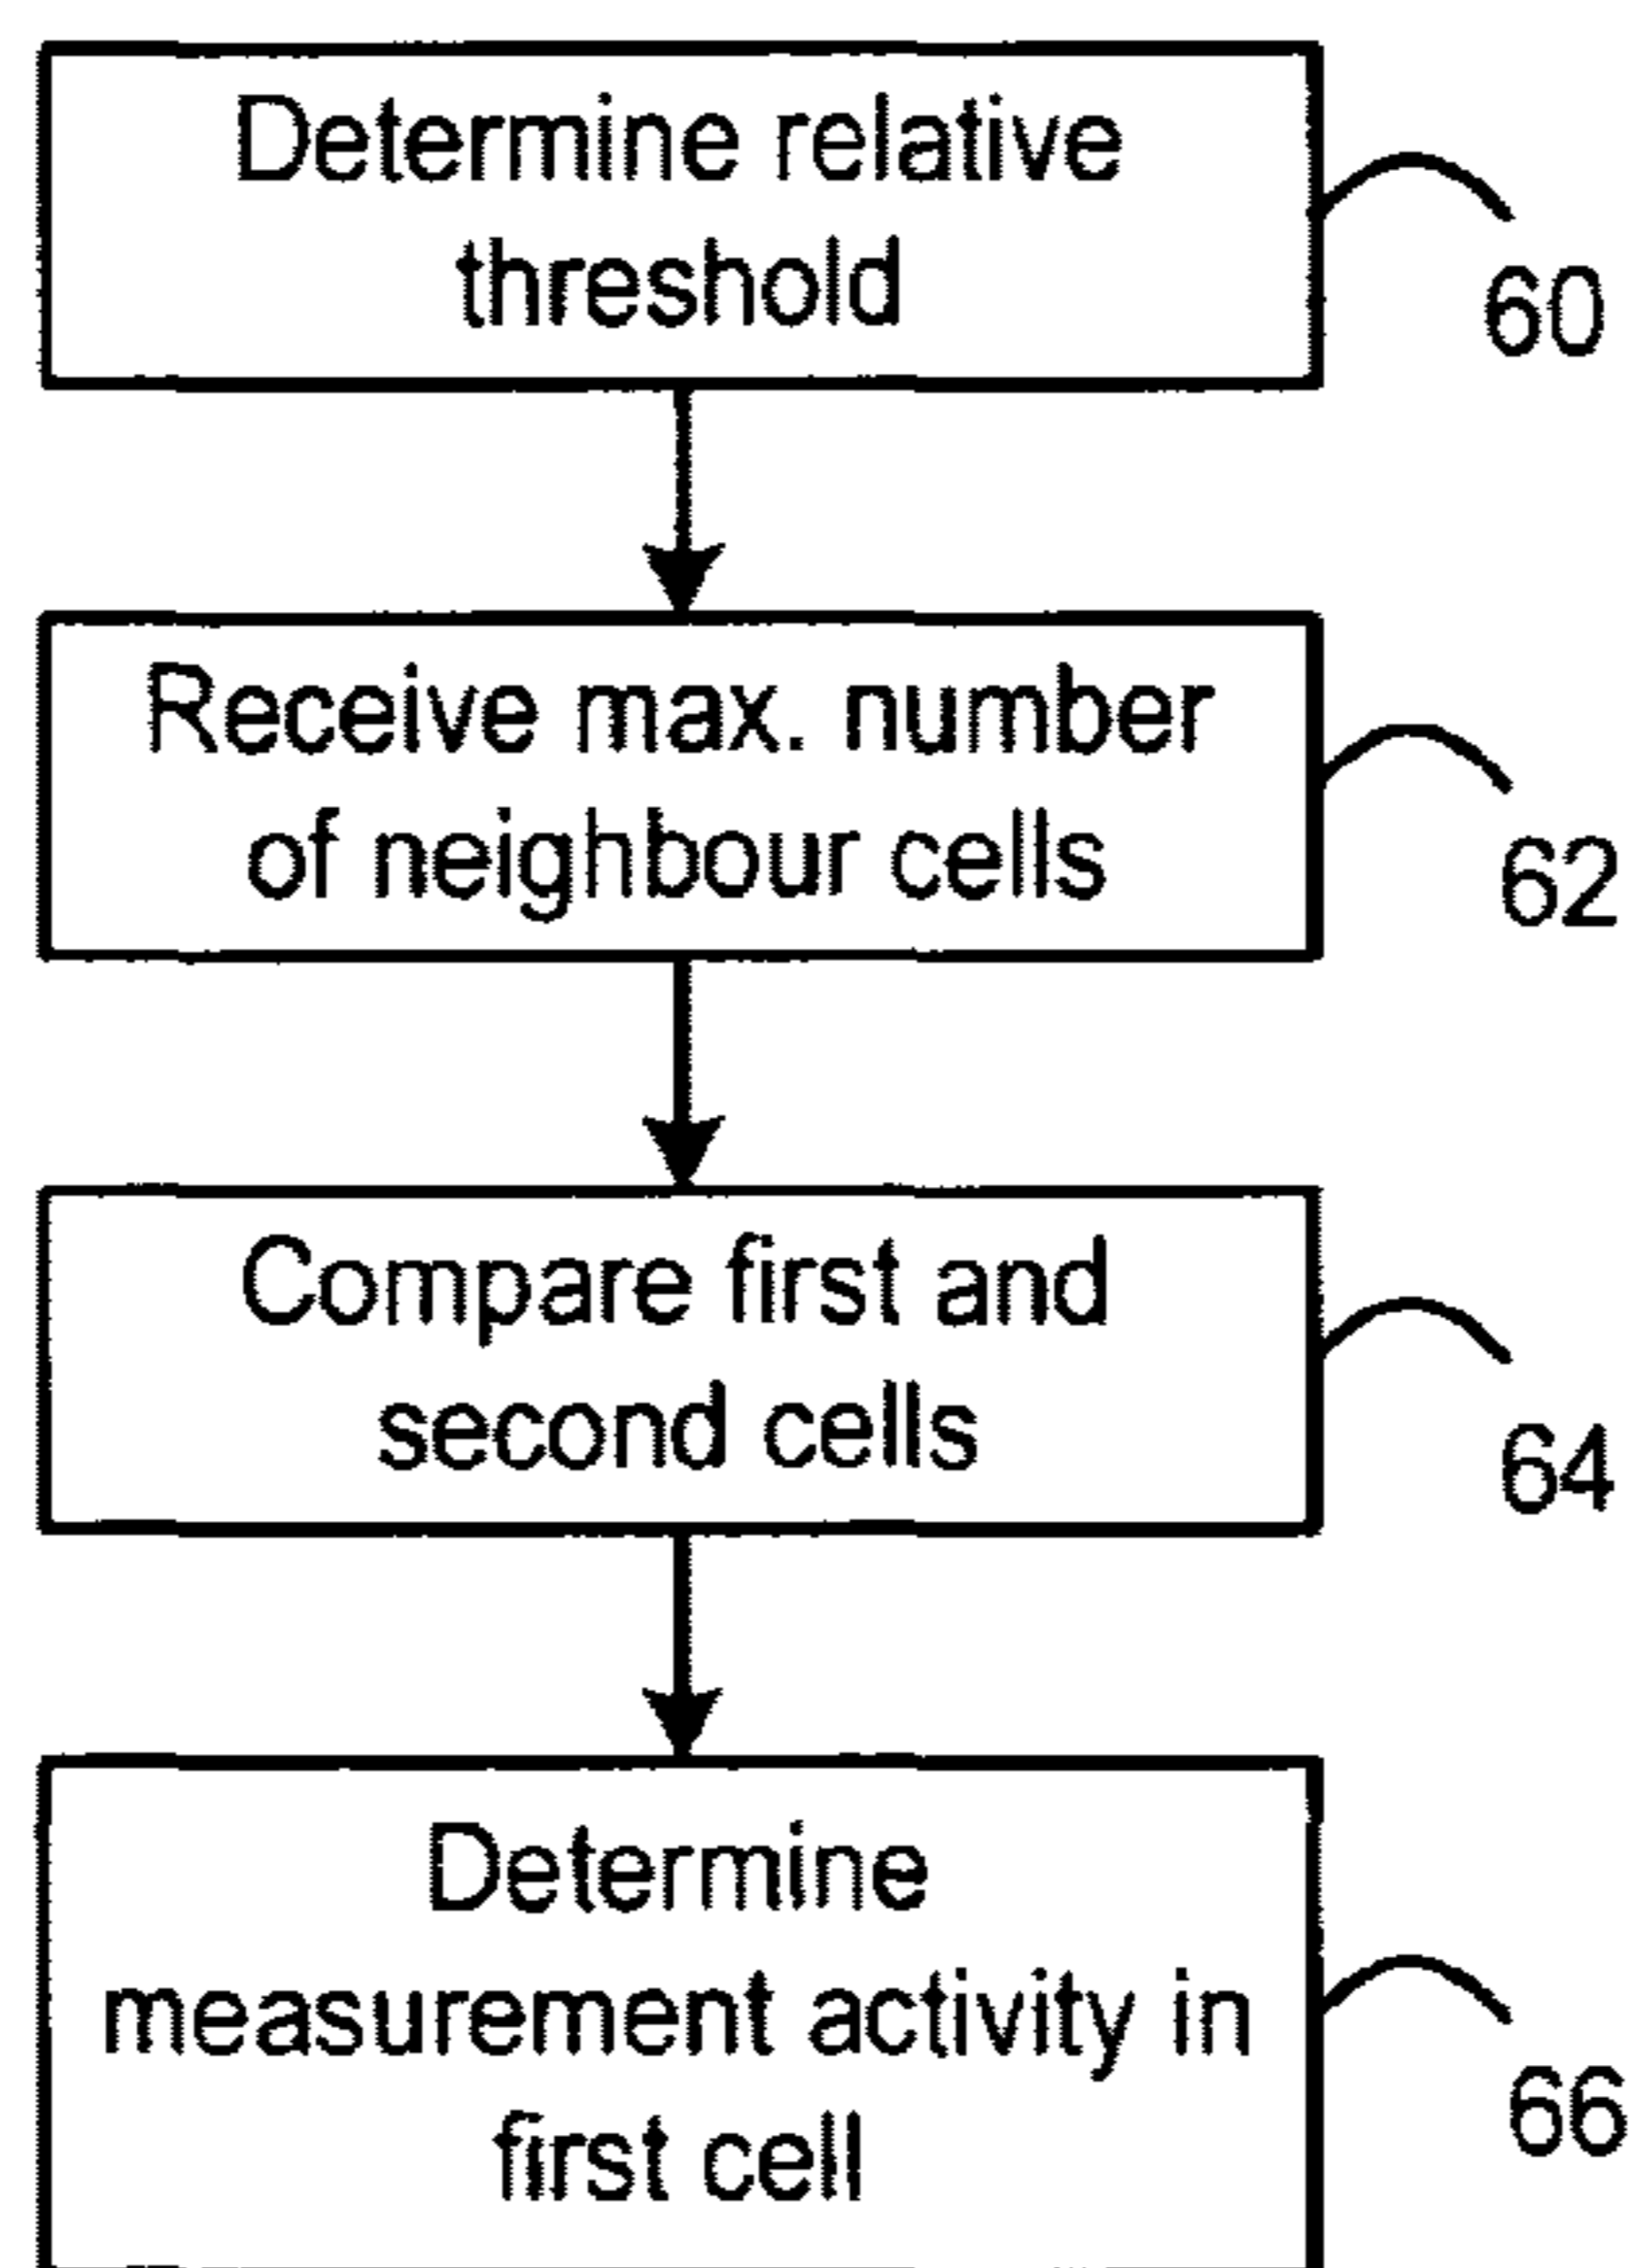 Determine relative
threshold
60
Receive max. number
of neighbour cells
62
Compare first and
second cells
64
Determine
measurement activity in
first cell
66